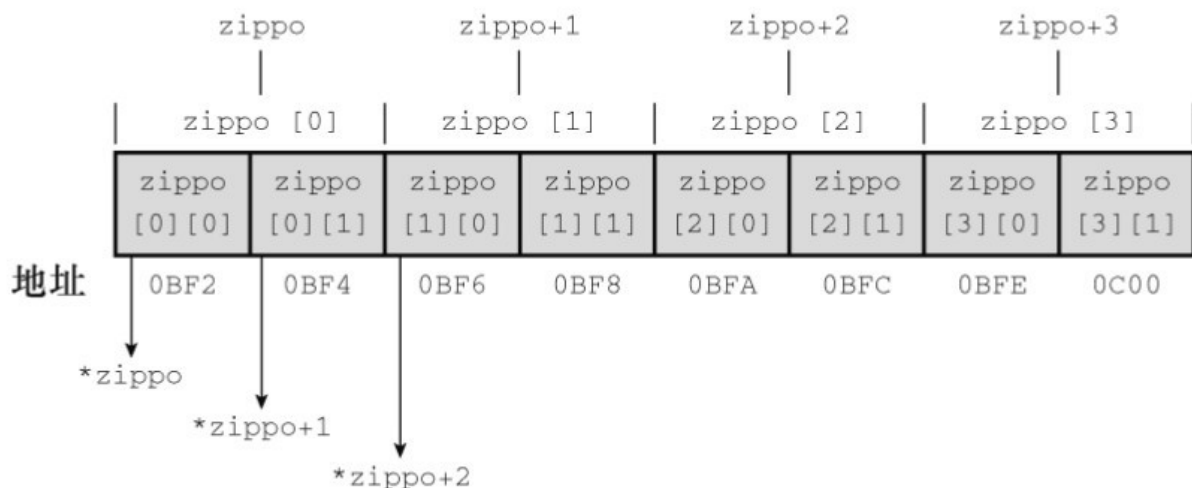 zippo zippo+1 zippo+2 zippo+3
zippo [0] zippo [1] zippo [2] zippo [3]
zippo zippo zippo zippo zippo zippo zippo zippo
[0][0] [0][1] [1][0] [1][1] [2][0] [2][1] [3][0] [3][1]
地址 0BF2 0BF4 0BF6 0BF8 0BFA 0BFC 0BFE 0C00
*zippo
*zippo+1
*zippo+2